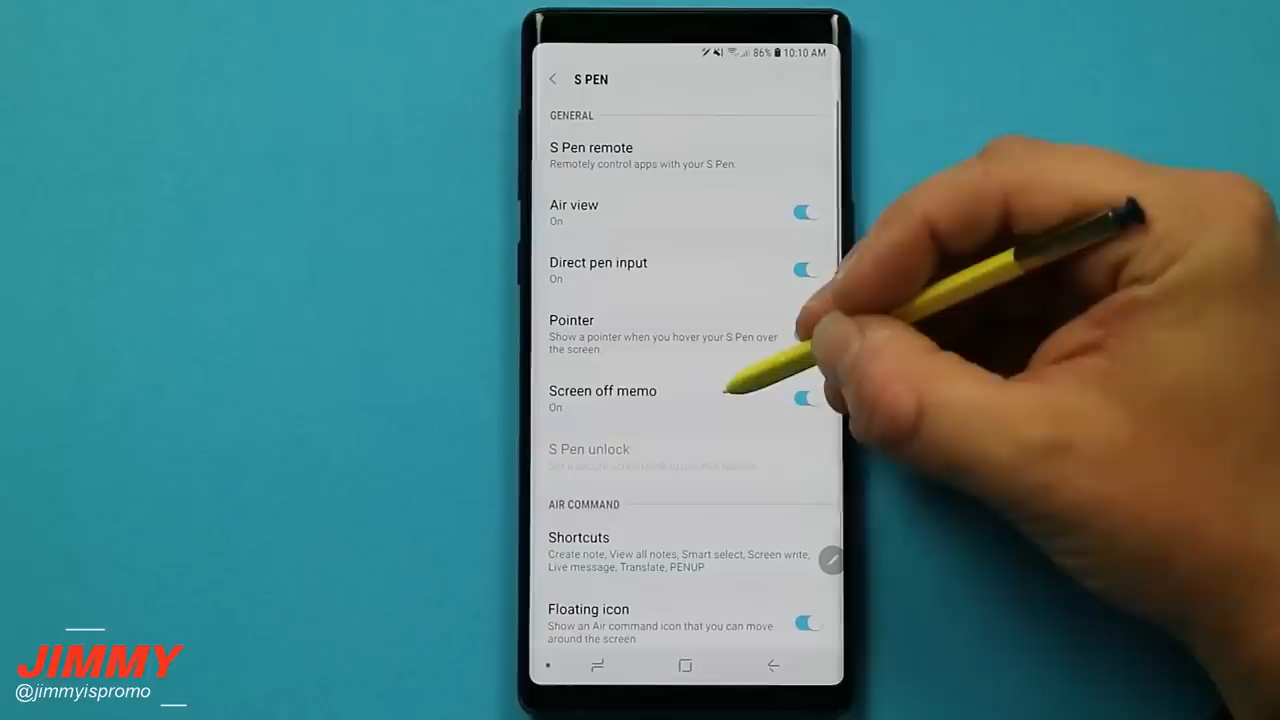 86% 10:10 AM
S PEN
GENERAL
S Pen remote
Remotely control apps with your S Pen.
Air view
On
Direct pen input
On
Pointer
Show a pointer when you hover your S Pen over
the screen.
Screen off memo
On
S Pen unlock
AIR COMMAND
Shortcuts
Create note, View all notes, Smart select, Screen write,
Live message, Translate, PENUP
Floating icon
Show an Air command icon that you can move
around the screen.
JIMMY
@jimmyispromo